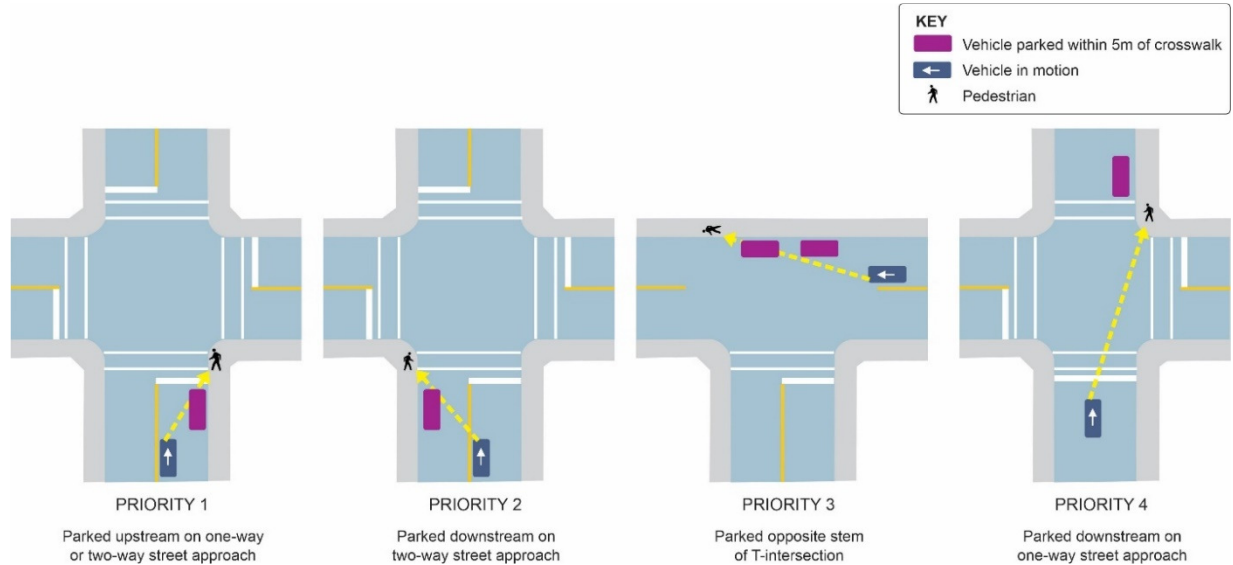 KEY
Vehicle parked within 5m of crosswalk
Vehicle in motion
Pedestrian
PRIORITY 1
Parked upstream on one-way
or two-way street approach
PRIORITY 2
Parked downstream on
two-way street approach
PRIORITY 3
Parked opposite stem
of T-intersection
PRIORITY 4
Parked downstream on
one-way street approach